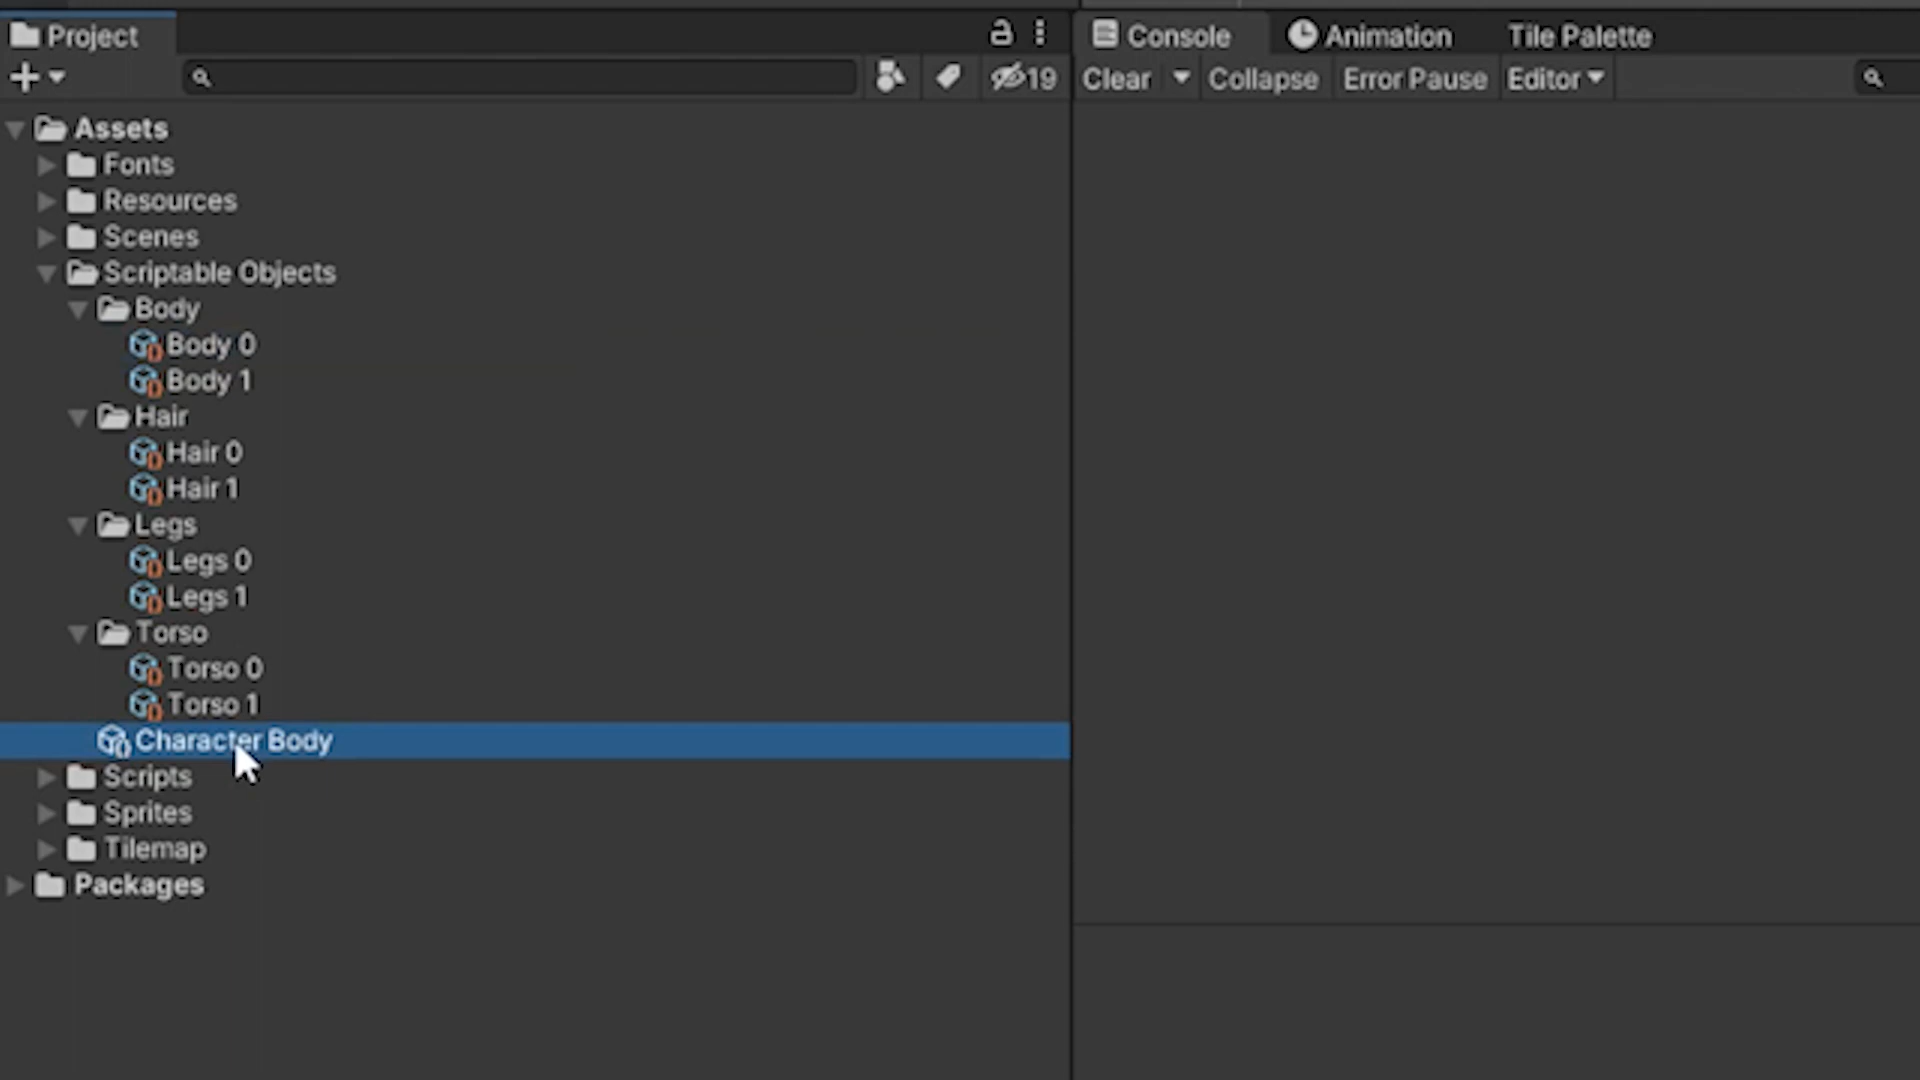 Project
19
Assets
Fonts
Resources
Scenes
Scriptable Objects
Body
Body 0
Body 1
Hair
Hair 0
Hair 1
Legs
Legs 0
Legs 1
Torso
Torso 0
Torso 1
Character Body
Scripts
Sprites
Tilemap
Packages
Console Animation Tile Palette
Clear Collapse Error Pause Editor